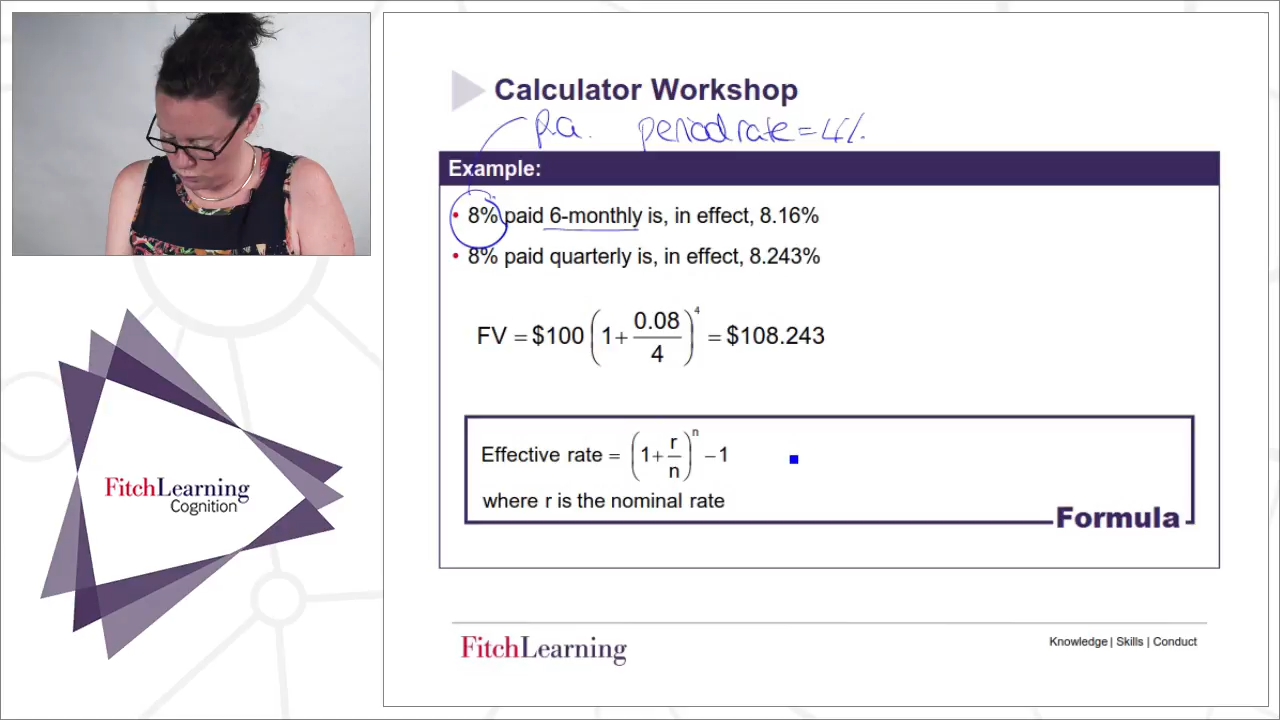 Calculator Workshop
p.a. period rate = 4%.
Example:
• 8% paid 6-monthly is, in effect, 8.16%
• 8% paid quarterly is, in effect, 8.243%
FV = $100 (1 + 0.08/4)^4 = $108.243
Effective rate = (1 + r/n)^n – 1
where r is the nominal rate
Formula
FitchLearning
Cognition
FitchLearning
Knowledge | Skills | Conduct